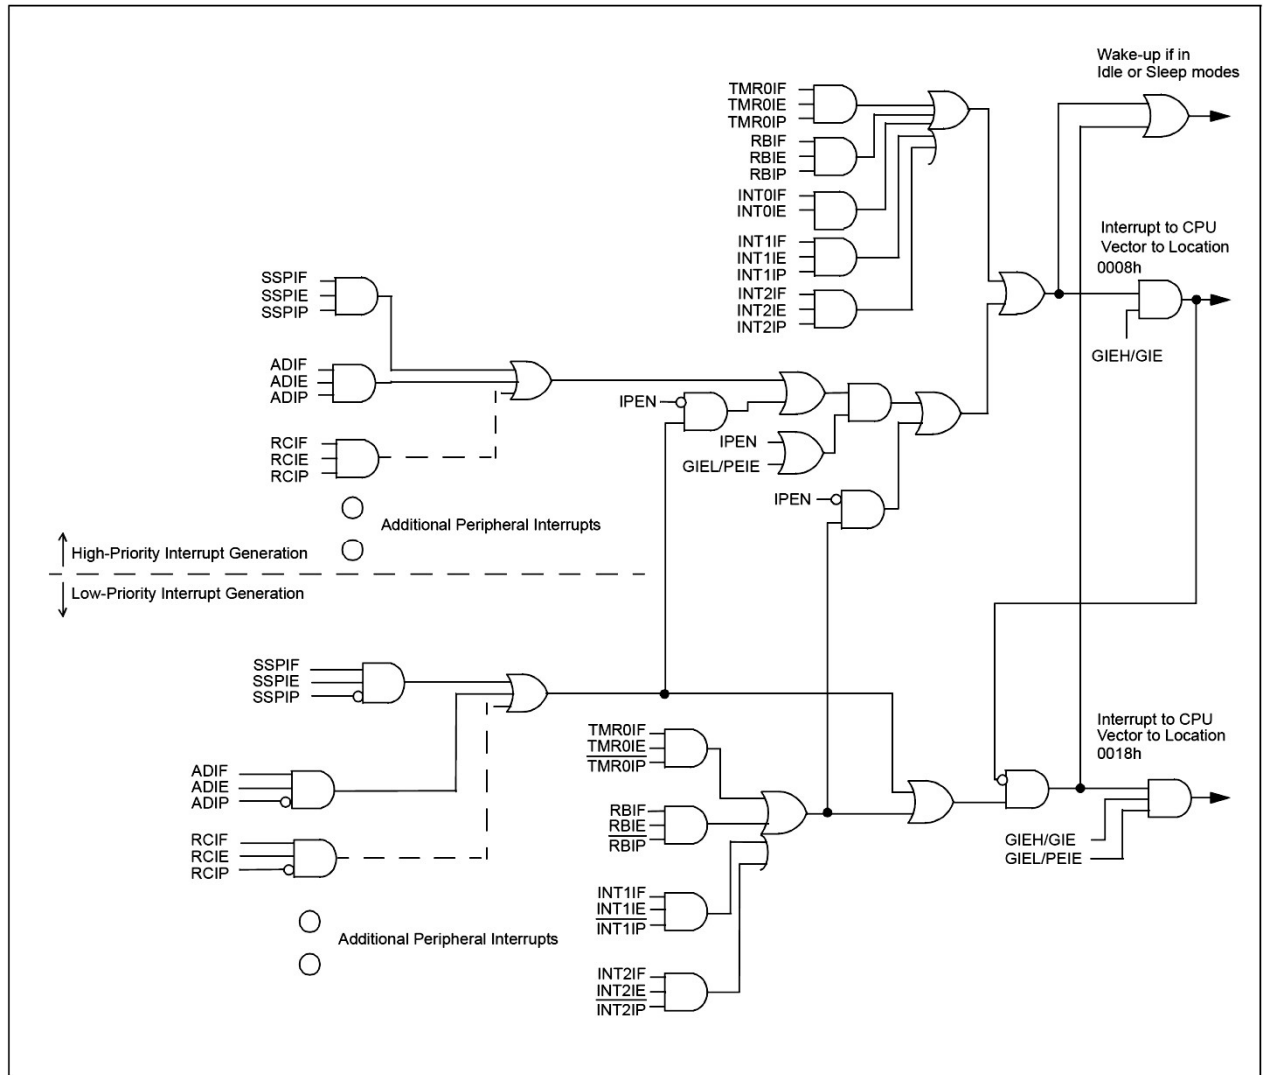 Wake-up if in
Idle or Sleep modes
TMR0IF
TMR0IE
TMR0IP
RBIF
RBIE
RBIP
INT0IF
INT0IE
INT1IF
INT1IE
INT1IP
INT2IF
INT2IE
INT2IP
Interrupt to CPU
Vector to Location
0008h
GIEH/GIE
SSPIF
SSPIE
SSPIP
ADIF
ADIE
ADIP
RCIF
RCIE
RCIP
IPEN
IPEN
GIEL/PEIE
IPEN
Additional Peripheral Interrupts
High-Priority Interrupt Generation
Low-Priority Interrupt Generation
SSPIF
SSPIE
SSPIP
ADIF
ADIE
ADIP
RCIF
RCIE
RCIP
Additional Peripheral Interrupts
TMR0IF
TMR0IE
TMR0IP
RBIF
RBIE
RBIP
INT1IF
INT1IE
INT1IP
INT2IF
INT2IE
INT2IP
Interrupt to CPU
Vector to Location
0018h
GIEH/GIE
GIEL/PEIE